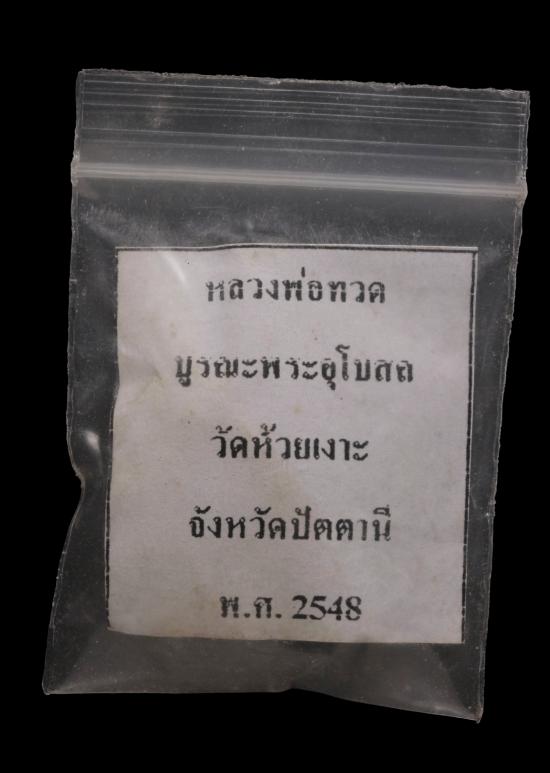 หลวงพ่อทวด
บูรณะพระอุโบสถ
วัดห้วยเงาะ
จังหวัดปัตตานี
พ.ศ. 2548